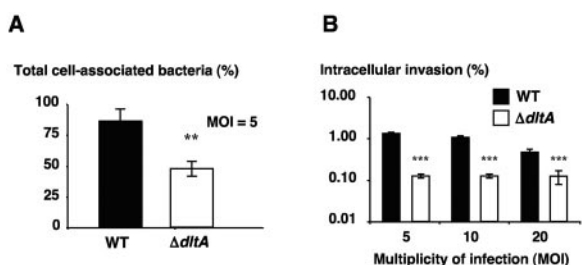 A
Total cell-associated bacteria (%)
100
75
50
25
0
MOI = 5
**
WT
ΔdltA
B
Intracellular invasion (%)
10.00
1.00
0.10
0.01
WT
ΔdltA
***
***
***
5
10
20
Multiplicity of infection (MOI)